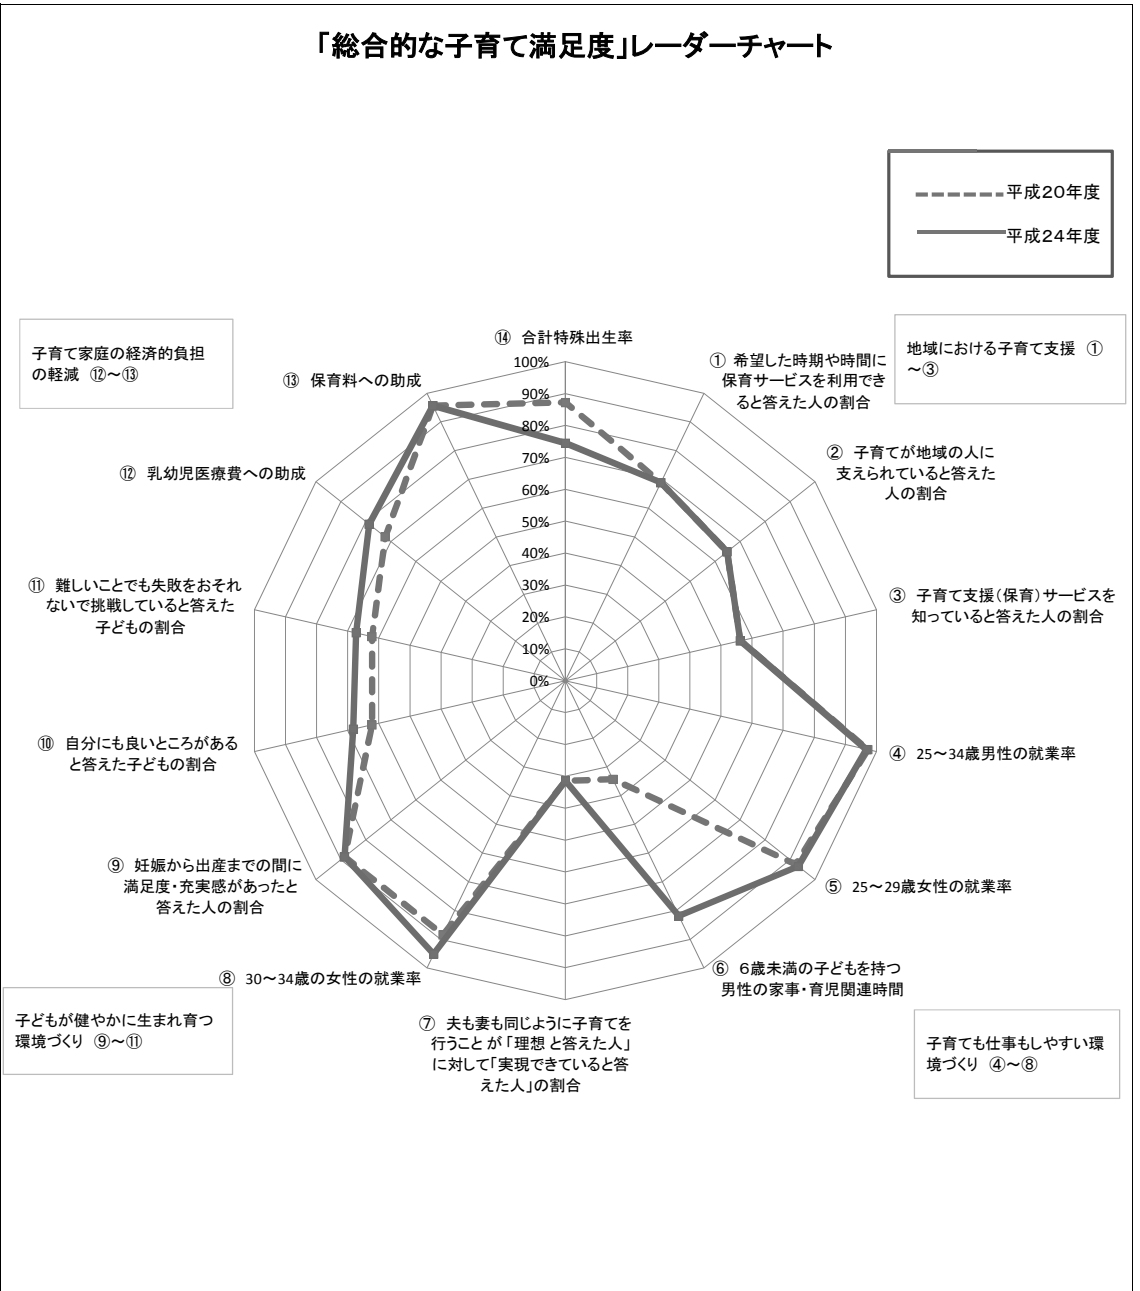 「総合的な子育て満足度」レーダーチャート
平成20年度
平成24年度
子育て家庭の経済的負担
の軽減 ⑫～⑬
地域における子育て支援 ①
～③
⑭ 合計特殊出生率
① 希望した時期や時間に
保育サービスを利用でき
ると答えた人の割合
② 子育てが地域の人に
支えられていると答えた
人の割合
③ 子育て支援(保育)サービスを
知っていると答えた人の割合
④ 25～34歳男性の就業率
⑤ 25～29歳女性の就業率
⑥ 6歳未満の子どもを持つ
男性の家事・育児関連時間
⑦ 夫も妻も同じように子育てを
行うこと が 「理想 と答えた人」
に対して「実現できていると答
えた人」の割合
⑧ 30～34歳の女性の就業率
⑨ 妊娠から出産までの間に
満足度・充実感があったと
答えた人の割合
⑩ 自分にも良いところがある
と答えた子どもの割合
⑪ 難しいことでも失敗をおそれ
ないで挑戦していると答えた
子どもの割合
⑫ 乳幼児医療費への助成
⑬ 保育料への助成
100%
90%
80%
70%
60%
50%
40%
30%
20%
10%
0%
子どもが健やかに生まれ育つ
環境づくり ⑨～⑪
子育ても仕事もしやすい環
境づくり ④～⑧